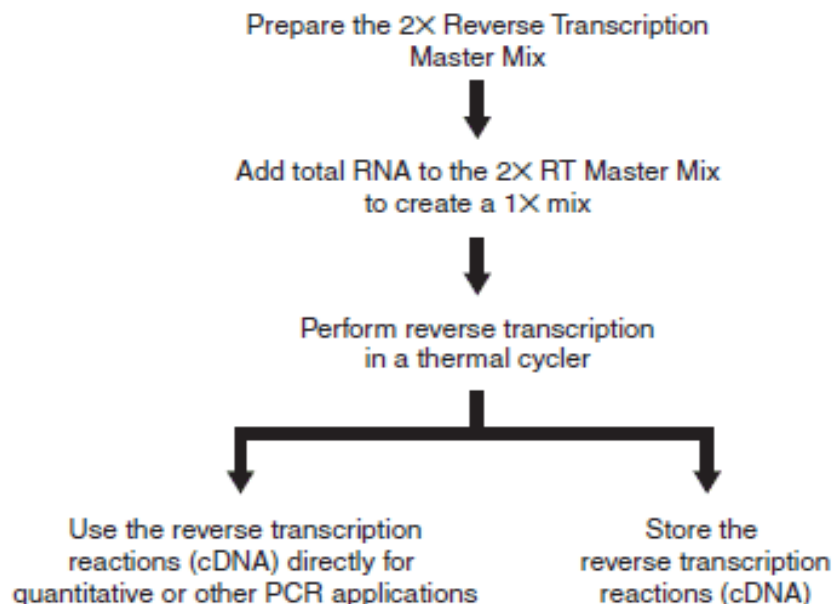 Prepare the 2X Reverse Transcription
Master Mix
Add total RNA to the 2X RT Master Mix
to create a 1X mix
Perform reverse transcription
in a thermal cycler
Use the reverse transcription
reactions (cDNA) directly for
quantitative or other PCR applications
Store the
reverse transcription
reactions (cDNA)